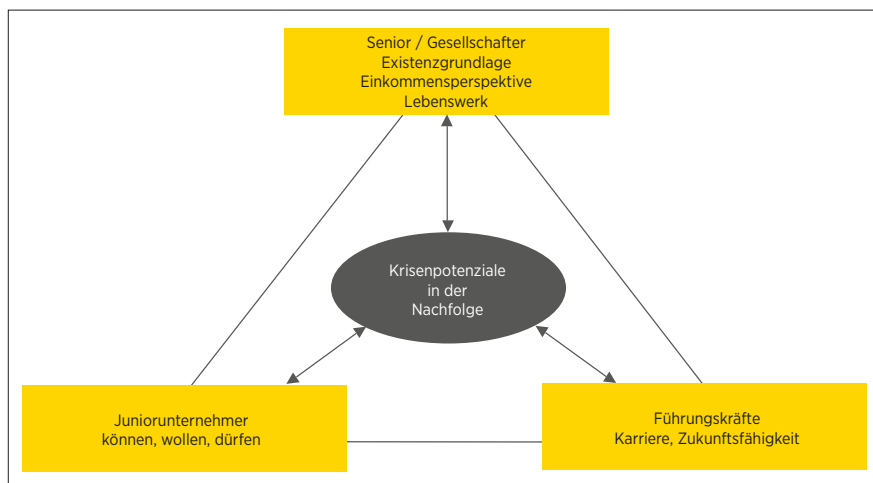 Senior / Gesellschafter
Existenzgrundlage
Einkommensperspektive
Lebenswerk
Krisenpotenziale
in der
Nachfolge
Juniorunternehmer
können, wollen, dürfen
Führungskräfte
Karriere, Zukunftsfähigkeit